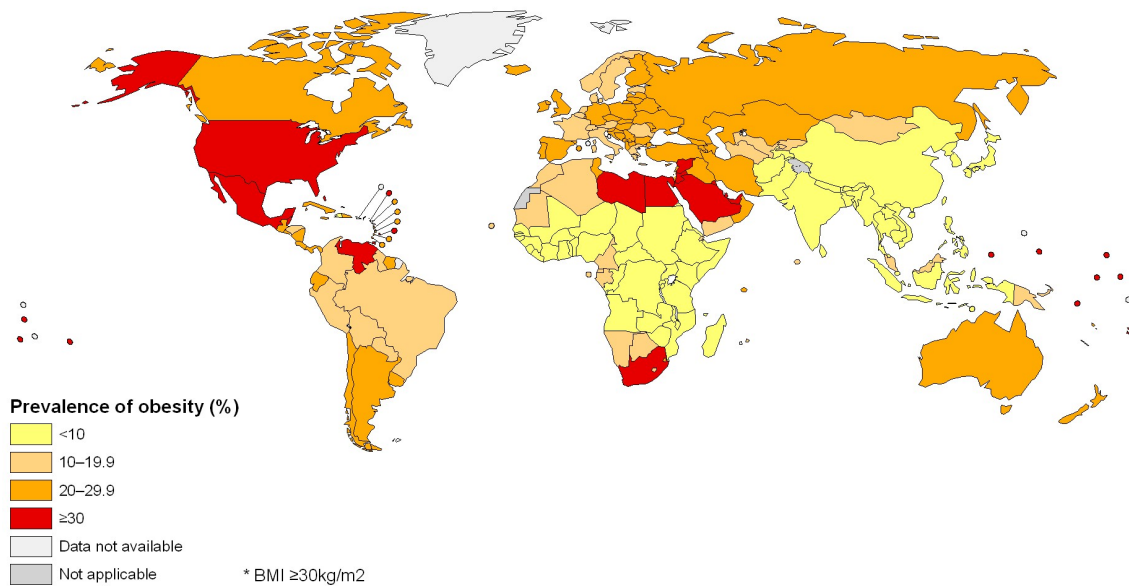 Prevalence of obesity (%)
<10
10–19.9
20–29.9
≥30
Data not available
Not applicable
* BMI ≥30kg/m2